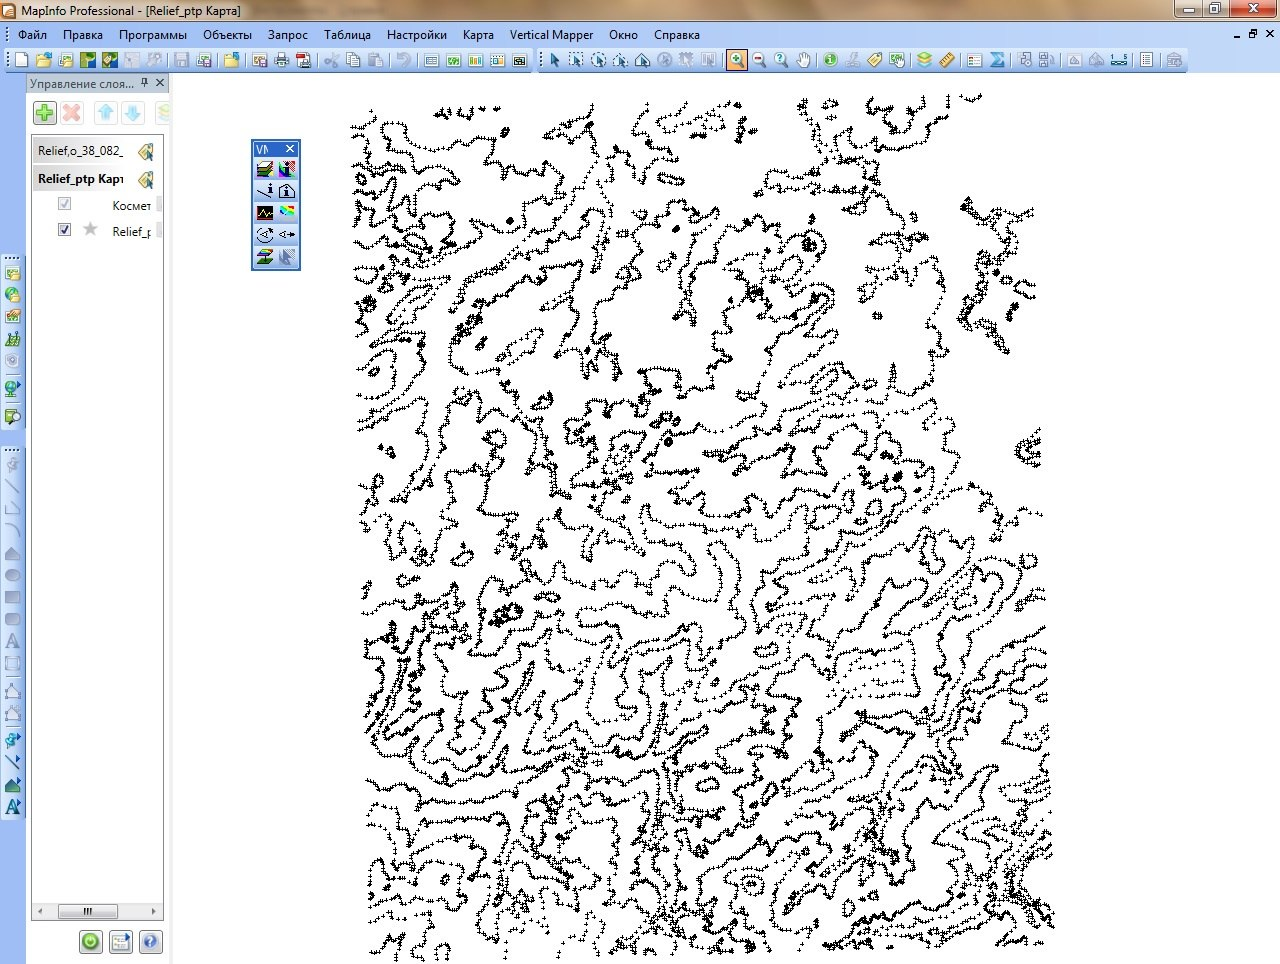 MapInfo Professional - [Relief_ptp Карта]
Файл Правка Программы Объекты Запрос Таблица Настройки Карта Vertical Mapper Окно Справка
Управление слоя...
Relief,o_38_082_
Relief_ptp Карт
Космет
Relief_p
VM